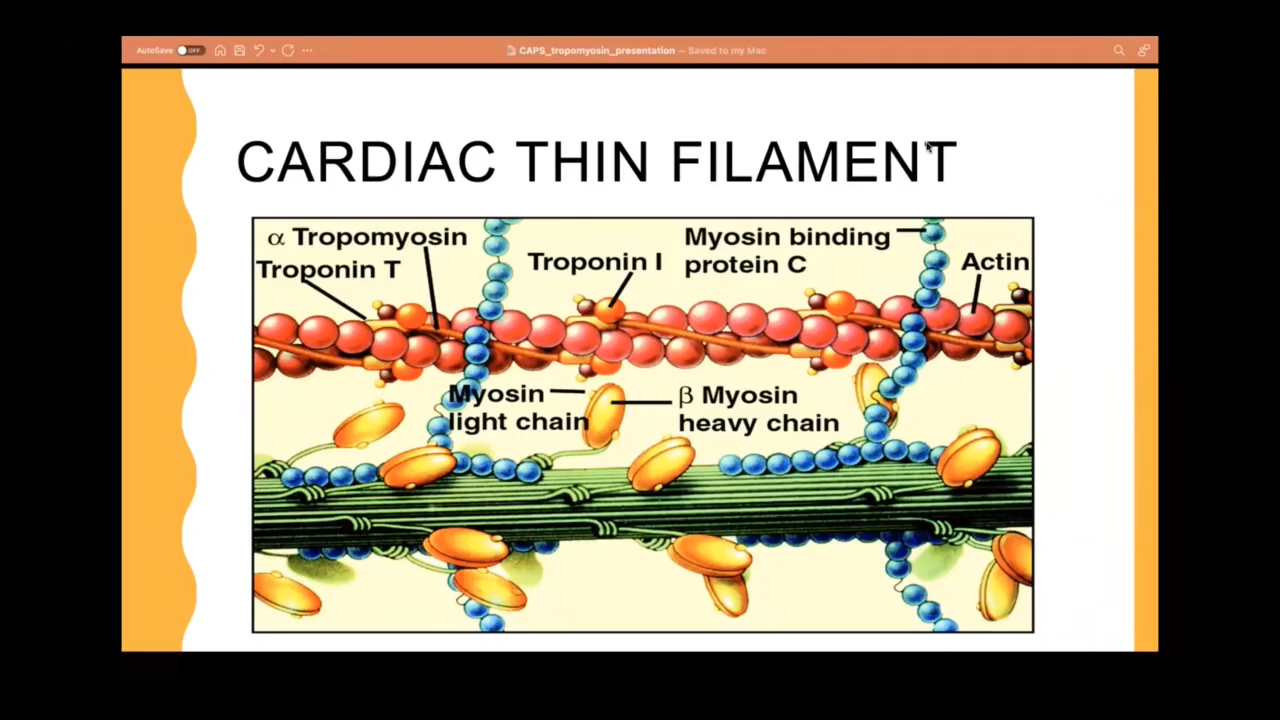 AutoSave OFF
CAPS_tropomyosin_presentation — Saved to my Mac
CARDIAC THIN FILAMENT
α Tropomyosin
Troponin T
Troponin I
Myosin binding
protein C
Actin
Myosin
light chain
β Myosin
heavy chain